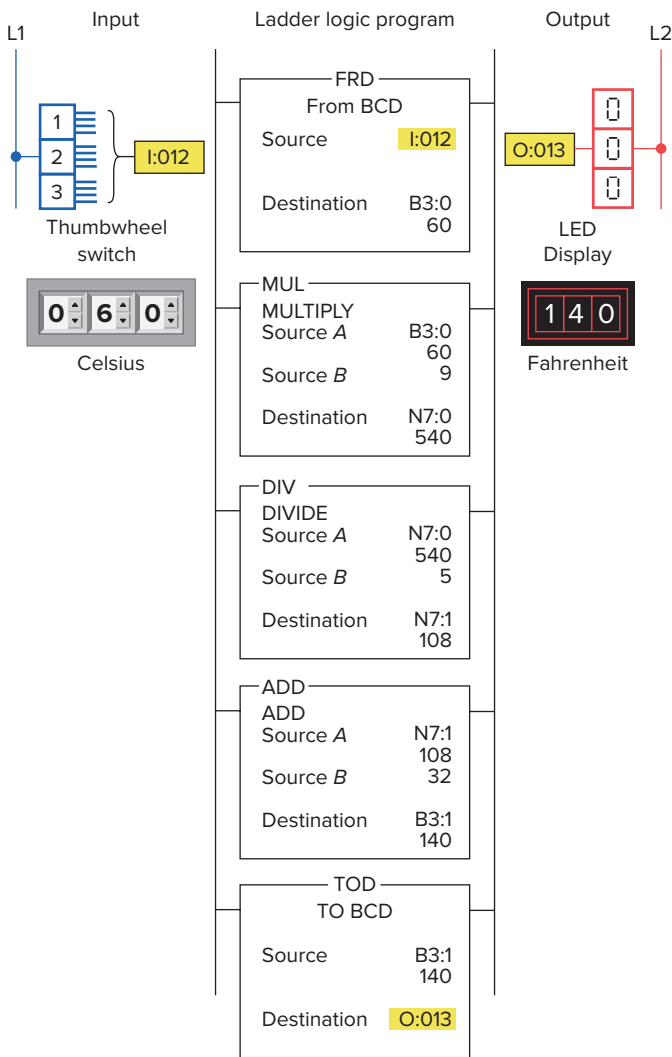 Input
Ladder logic program
Output
L1
L2
1
2
3
I:012
Thumbwheel
switch
0 6 0
Celsius
FRD
From BCD
Source I:012
Destination B3:0
60
MUL
MULTIPLY
Source A B3:0
60
Source B 9
Destination N7:0
540
DIV
DIVIDE
Source A N7:0
540
Source B 5
Destination N7:1
108
ADD
ADD
Source A N7:1
108
Source B 32
Destination B3:1
140
TOD
TO BCD
Source B3:1
140
Destination O:013
O:013
0
0
0
LED
Display
1 4 0
Fahrenheit